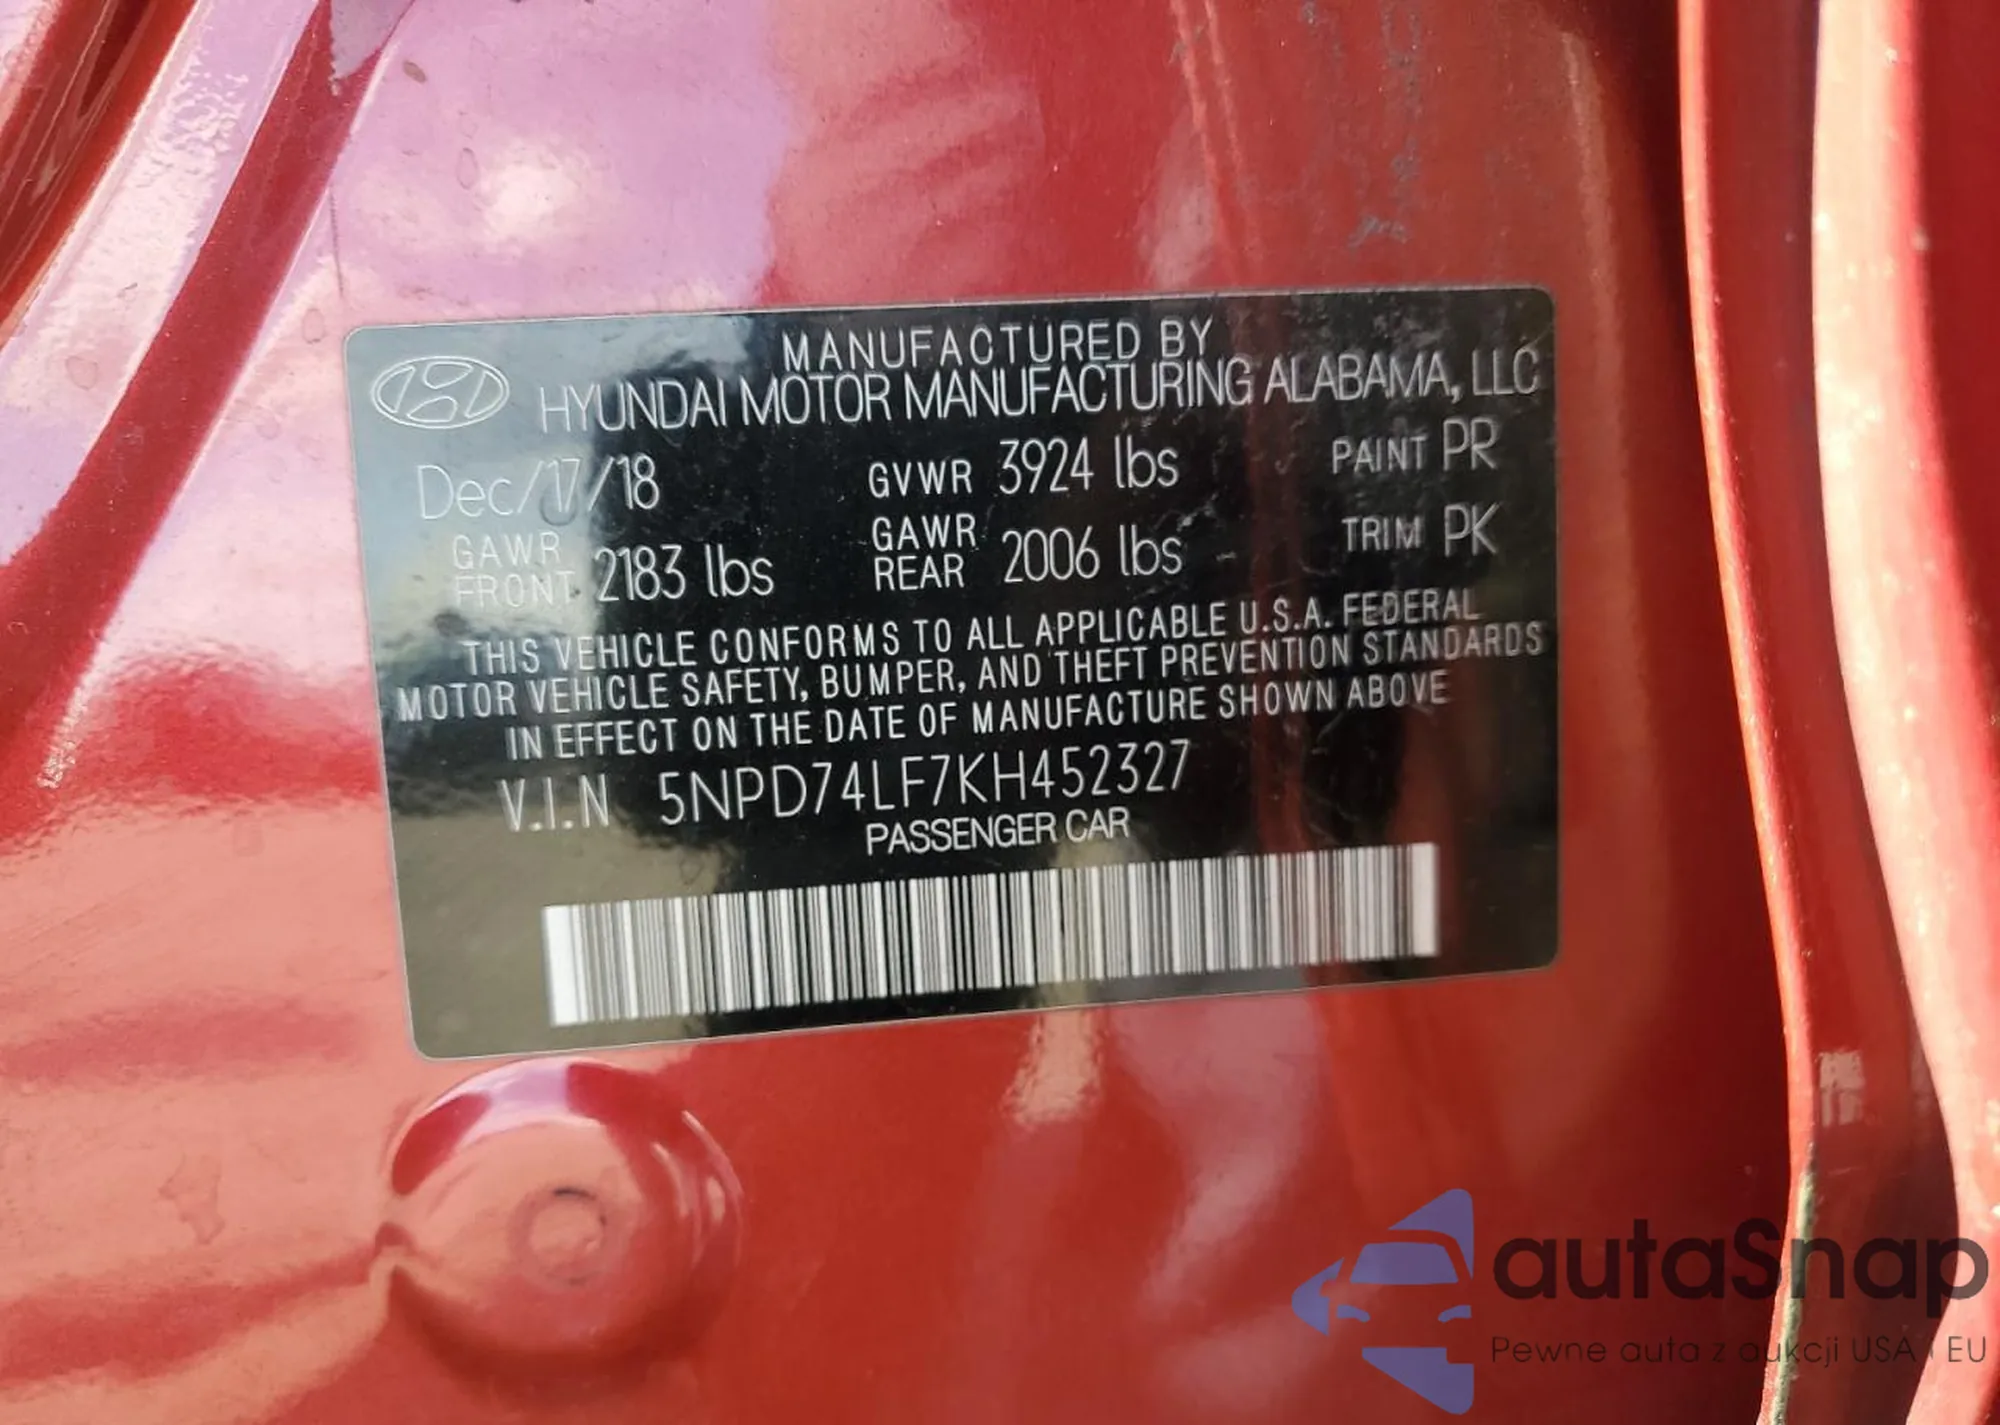 MANUFACTURED BY
HYUNDAI MOTOR MANUFACTURING ALABAMA, LLC
Dec/17/18 GVWR 3924 lbs PAINT PR
GAWR FRONT 2183 lbs GAWR REAR 2006 lbs TRIM PK
THIS VEHICLE CONFORMS TO ALL APPLICABLE U.S.A. FEDERAL
MOTOR VEHICLE SAFETY, BUMPER, AND THEFT PREVENTION STANDARDS
IN EFFECT ON THE DATE OF MANUFACTURE SHOWN ABOVE
V.I.N 5NPD74LF7KH452327
PASSENGER CAR
autaSnap
Pewne auta z aukcji USA i EU